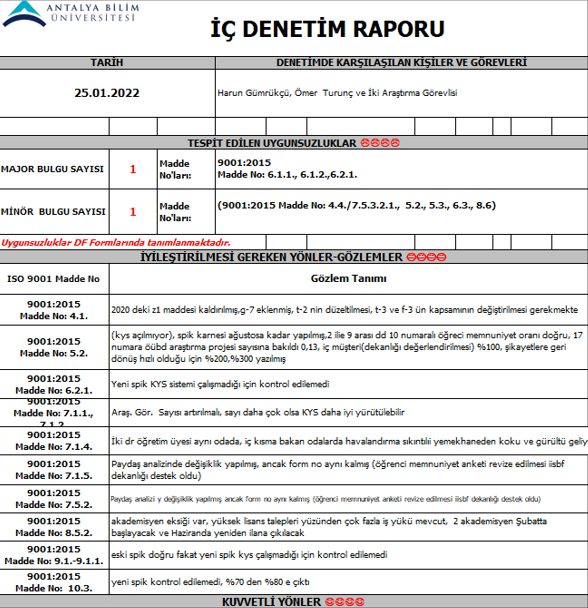 ANTALYA BİLİM
ÜNİVERSİTESİ
İÇ DENETİM RAPORU
TARİH
DENETİMDE KARŞILAŞILAN KİŞİLER VE GÖREVLERİ
25.01.2022
Harun Gümrükçü, Ömer Turunç ve İki Araştırma Görevlisi
TESPİT EDİLEN UYGUNSUZLUKLAR
MAJOR BULGU SAYISI
1
Madde
No'ları:
9001:2015
Madde No: 6.1.1., 6.1.2.,6.2.1.
MİNÖR BULGU SAYISI
1
Madde
No'ları:
(9001:2015 Madde No: 4.4./7.5.3.2.1., 5.2., 5.3., 6.3., 8.6)
Uygunsuzluklar DF Formlarında tanımlanmaktadır.
İYİLEŞTİRİLMESİ GEREKEN YÖNLER-GÖZLEMLER
ISO 9001 Madde No
Gözlem Tanımı
9001:2015
Madde No: 4.1.
2020 deki z1 maddesi kaldırılmış,g-7 eklenmiş, t-2 nin düzeltilmesi, t-3 ve f-3 ün kapsamının değiştirilmesi gerekmekte
9001:2015
Madde No: 5.2.
(kys açılmıyor), spik karnesi ağustosa kadar yapılmış,2 ilie 9 arası dd 10 numaralı öğreci memnuniyet oranı doğru, 17
numara öübd araştırma projesi sayısına bakıldı 0,13, iç müşteri(dekanlığı değerlendirilmesi) %100, şikayetlere geri
dönüş hızlı olduğu için %200,%300 yazılmış
9001:2015
Madde No: 6.2.1.
Yeni spik KYS sistemi çalışmadığı için kontrol edilemedi
9001:2015
Madde No: 7.1.1.,
7.1.2.
Araş. Gör. Sayısı artırılmalı, sayı daha çok olsa KYS daha iyi yürütülebilir
9001:2015
Madde No: 7.1.4.
İki dr öğretim üyesi aynı odada, iç kısma bakan odalarda havalandırma sıkıntılıi yemekhaneden koku ve gürültü geliy
9001:2015
Madde No: 7.1.5.
Paydaş analizinde değişiklik yapılmış, ancak form no aynı kalmış (öğrenci memnuniyet anketi revize edilmesi iisbf
dekanlığı destek oldu)
9001:2015
Madde No: 7.5.2.
Paydaş analizi y değişiklik yapılmış ancak form no aynı kalmış (öğrenci memnuniyet anketi revize edilmesi iisbf dekanlığı destek oldu)
9001:2015
Madde No: 8.5.2.
akademisyen eksiği var, yüksek lisans talepleri yüzünden çok fazla iş yükü mevcut, 2 akademisyen Şubatta
başlayacak ve Haziranda yeniden ilana çıkılacak
9001:2015
Madde No: 9.1.-9.1.1.
eski spik doğru fakat yeni spik kys çalışmadığı için kontrol edilemedi
9001:2015
Madde No: 10.3.
yeni spik kontrol edilemedi, %70 den %80 e çıktı
KUVVETLİ YÖNLER